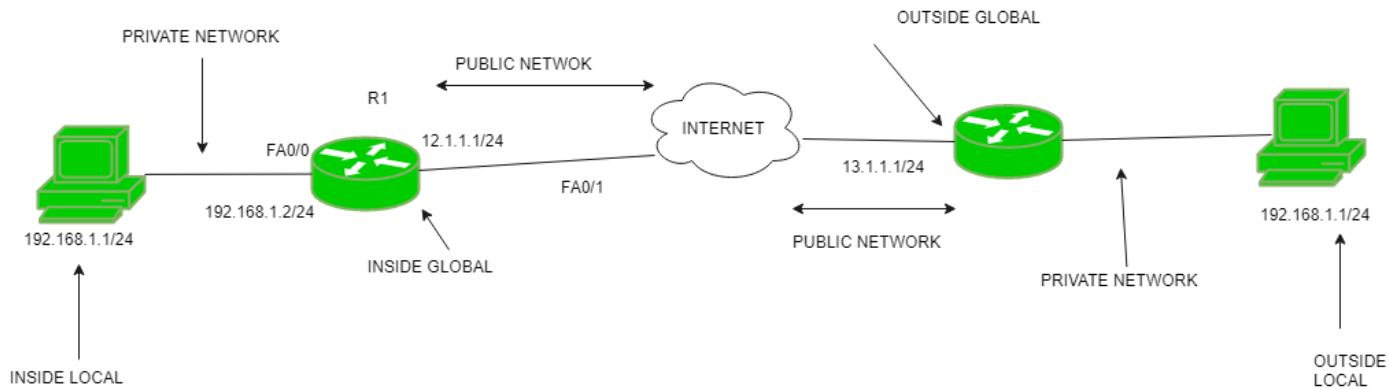 OUTSIDE GLOBAL
PRIVATE NETWORK
PUBLIC NETWOK
R1
INTERNET
12.1.1.1/24
FA0/0
13.1.1.1/24
FA0/1
192.168.1.2/24
192.168.1.1/24
192.168.1.1/24
PUBLIC NETWORK
INSIDE GLOBAL
PRIVATE NETWORK
INSIDE LOCAL
OUTSIDE
LOCAL